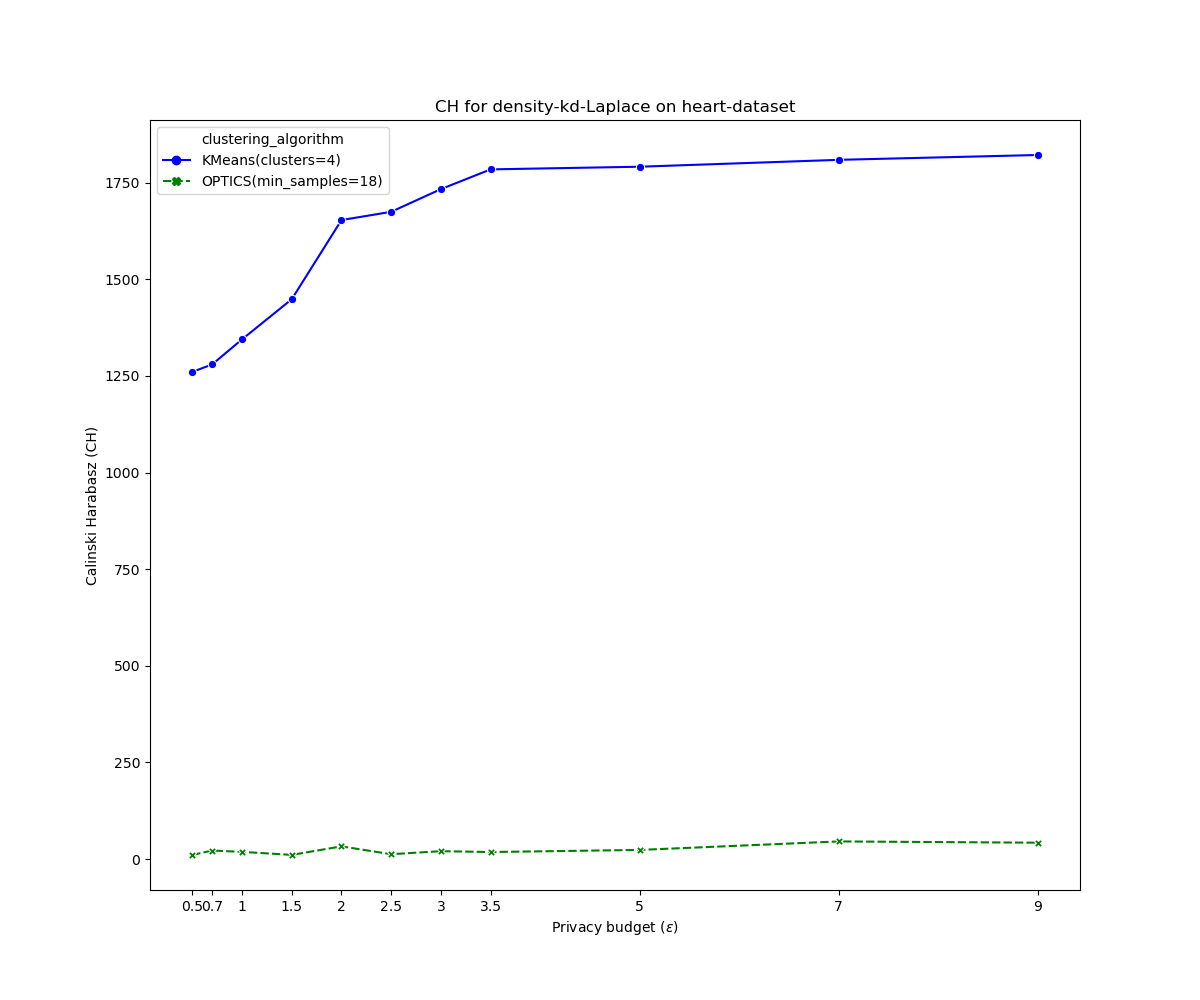 CH for density-kd-Laplace on heart-dataset
clustering_algorithm
KMeans(clusters=4)
OPTICS(min_samples=18)
Calinski Harabasz (CH)
1750
1500
1250
1000
750
500
250
0
0.5 0.7 1 1.5 2 2.5 3 3.5 5 7 9
Privacy budget (ε)